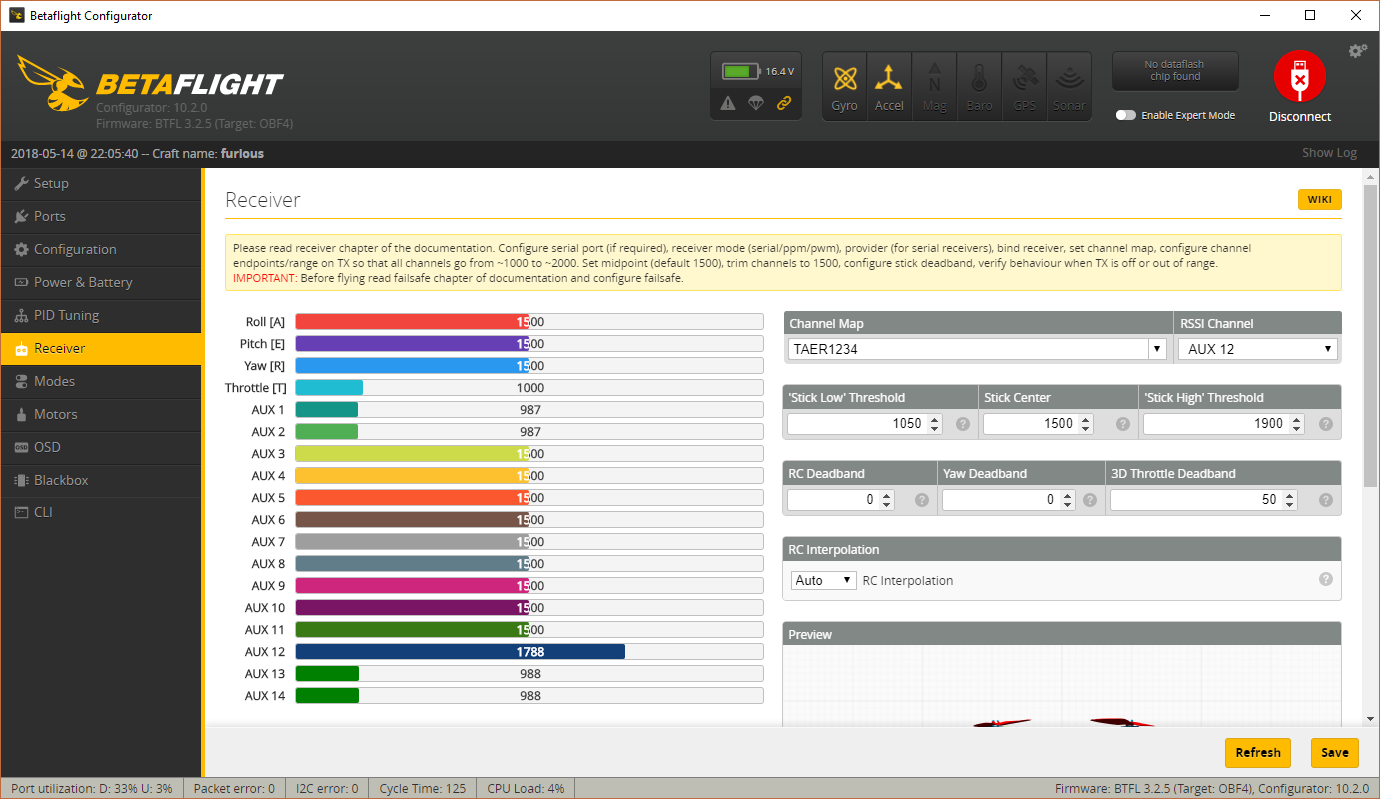 Betaflight Configurator
BETAFLIGHT
Configurator: 10.2.0
Firmware: BTFL 3.2.5 (Target: OBF4)
16.4 V
Gyro
Accel
Mag
Baro
GPS
Sonar
No dataflash
chip found
Enable Expert Mode
Disconnect
2018-05-14 @ 22:05:40 -- Craft name: furious
Show Log
Setup
Ports
Configuration
Power & Battery
PID Tuning
Receiver
Modes
Motors
OSD
Blackbox
CLI
Receiver
WIKI
Please read receiver chapter of the documentation. Configure serial port (if required), receiver mode (serial/ppm/pwm), provider (for serial receivers), bind receiver, set channel map, configure channel
endpoints/range on TX so that all channels go from ~1000 to ~2000. Set midpoint (default 1500), trim channels to 1500, configure stick deadband, verify behaviour when TX is off or out of range.
IMPORTANT: Before flying read failsafe chapter of documentation and configure failsafe.
Roll [A] 1500
Pitch [E] 1500
Yaw [R] 1500
Throttle [T] 1000
AUX 1 987
AUX 2 987
AUX 3 1500
AUX 4 1500
AUX 5 1500
AUX 6 1500
AUX 7 1500
AUX 8 1500
AUX 9 1500
AUX 10 1500
AUX 11 1500
AUX 12 1788
AUX 13 988
AUX 14 988
Channel Map RSSI Channel
TAER1234 AUX 12
'Stick Low' Threshold Stick Center 'Stick High' Threshold
1050 1500 1900
RC Deadband Yaw Deadband 3D Throttle Deadband
0 0 50
RC Interpolation
Auto RC Interpolation
Preview
Refresh Save
Port utilization: D: 33% U: 3% Packet error: 0 I2C error: 0 Cycle Time: 125 CPU Load: 4% Firmware: BTFL 3.2.5 (Target: OBF4), Configurator: 10.2.0